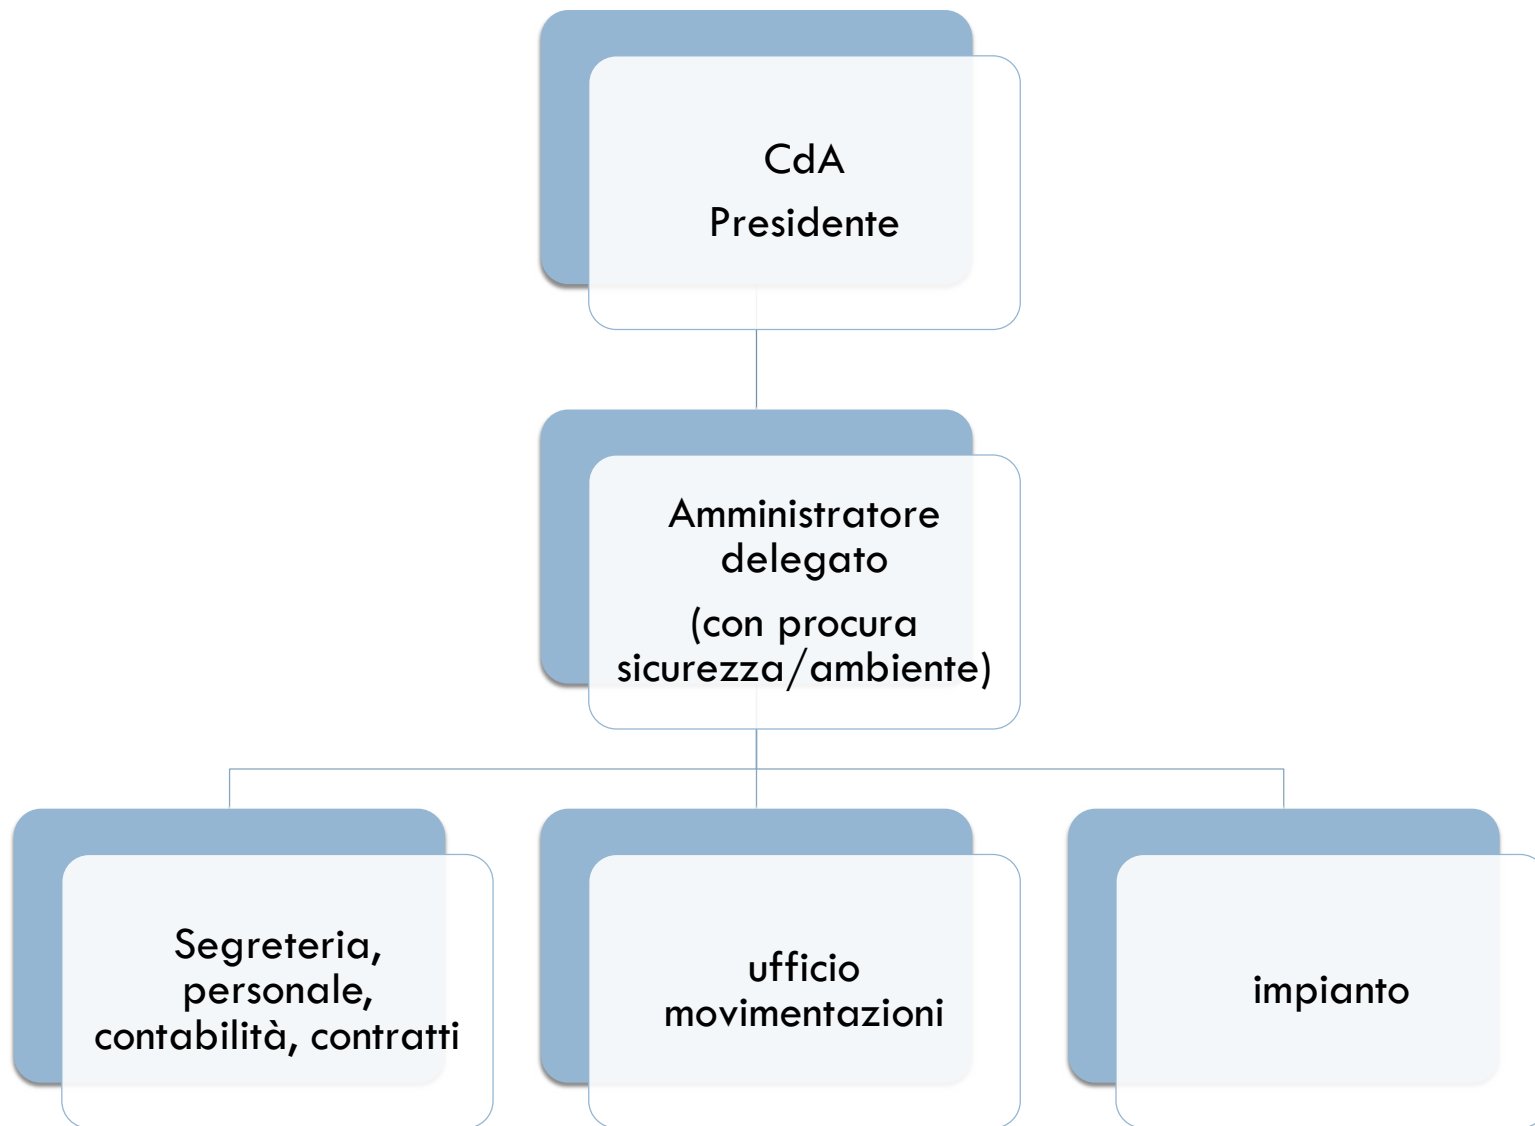 CdA
Presidente
Amministratore
delegato
(con procura
sicurezza/ambiente)
Segreteria,
personale,
contabilità, contratti
ufficio
movimentazioni
impianto